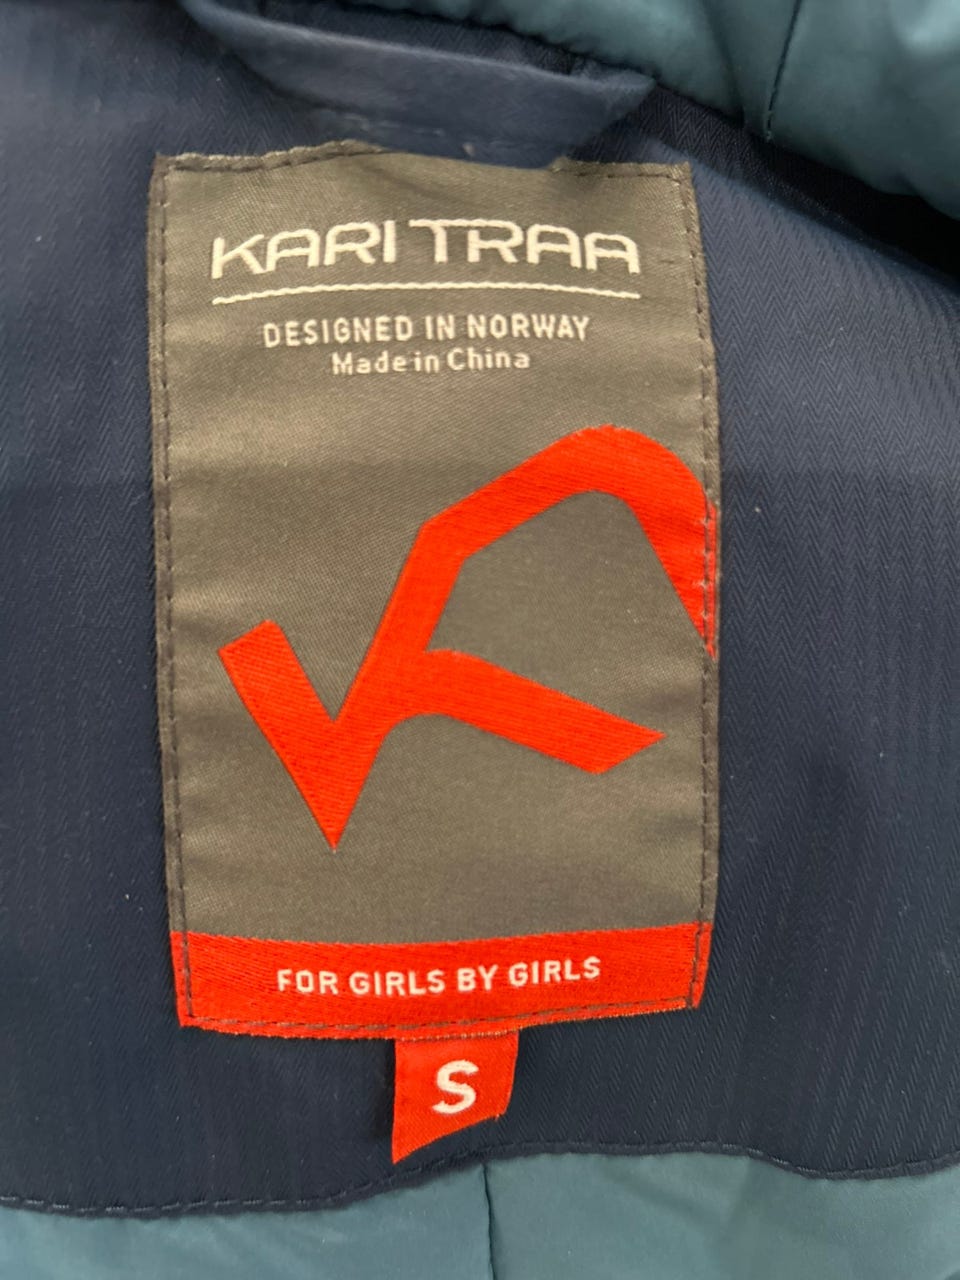 KARI TRAA
DESIGNED IN NORWAY
Made in China
FOR GIRLS BY GIRLS
S